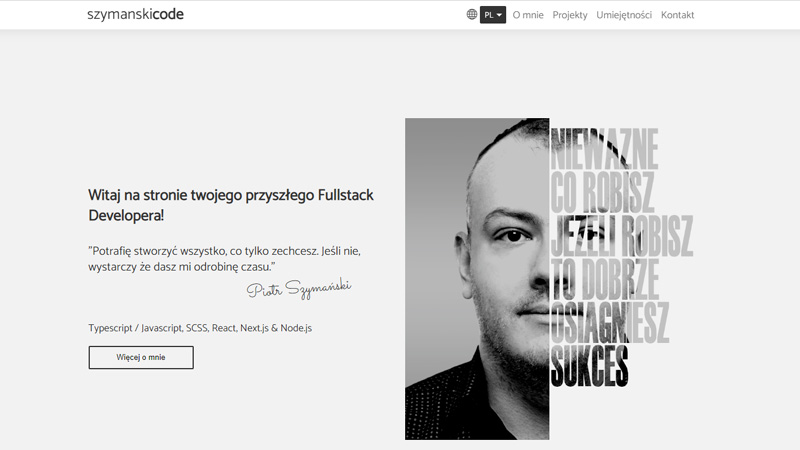 szymanskicode
PL
O mnie
Projekty
Umiejętności
Kontakt
Witaj na stronie twojego przyszłego Fullstack
Developera!
"Potrafię stworzyć wszystko, co tylko zechcesz. Jeśli nie,
wystarczy że dasz mi odrobinę czasu."
Piotr Szymański
Typescript / Javascript, SCSS, React, Next.js & Node.js
Więcej o mnie
NIEWAŻNE
CO ROBISZ
JEŻELI ROBISZ
TO DOBRZE
OSIĄGNIESZ
SUKCES